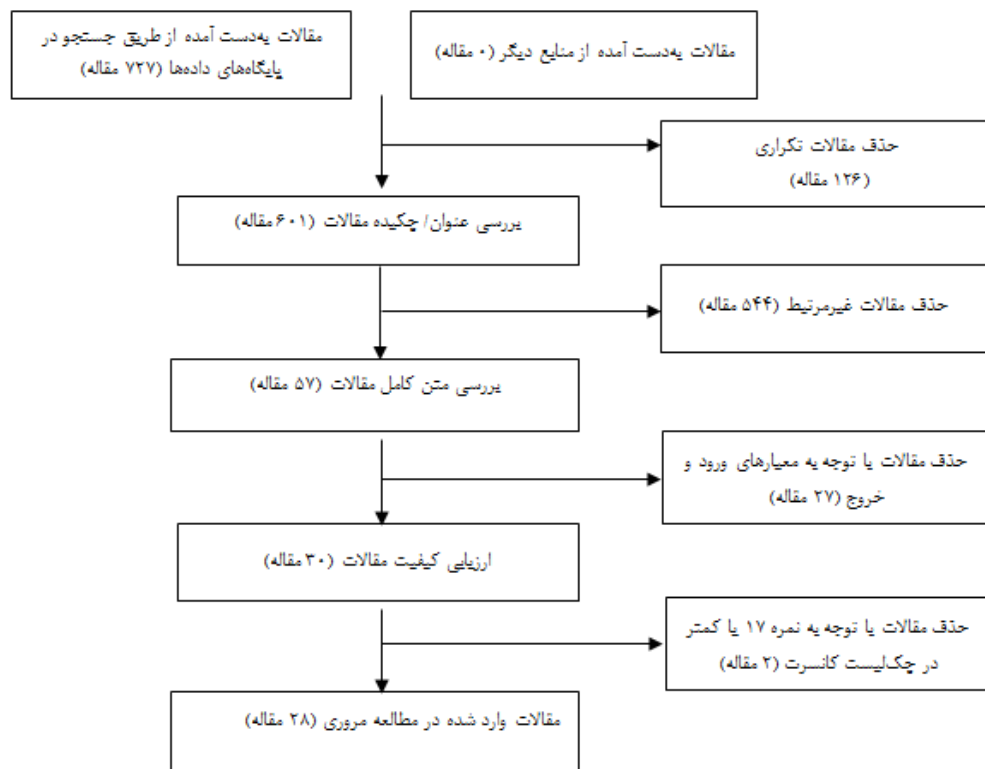 مقالات به‌دست آمده از طریق جستجو در
پایگاه‌های داده‌ها (۷۲۷ مقاله)
مقالات به‌دست آمده از منابع دیگر (۰ مقاله)
حذف مقالات تکراری
(۱۲۶ مقاله)
بررسی عنوان/ چکیده مقالات (۶۰۱ مقاله)
حذف مقالات غیرمرتبط (۵۴۴ مقاله)
بررسی متن کامل مقالات (۵۷ مقاله)
حذف مقالات با توجه به معیارهای ورود و
خروج (۲۷ مقاله)
ارزیابی کیفیت مقالات (۳۰ مقاله)
حذف مقالات با توجه به نمره ۱۷ یا کمتر
در چک‌لیست کانسرت (۲ مقاله)
مقالات وارد شده در مطالعه مروری (۲۸ مقاله)